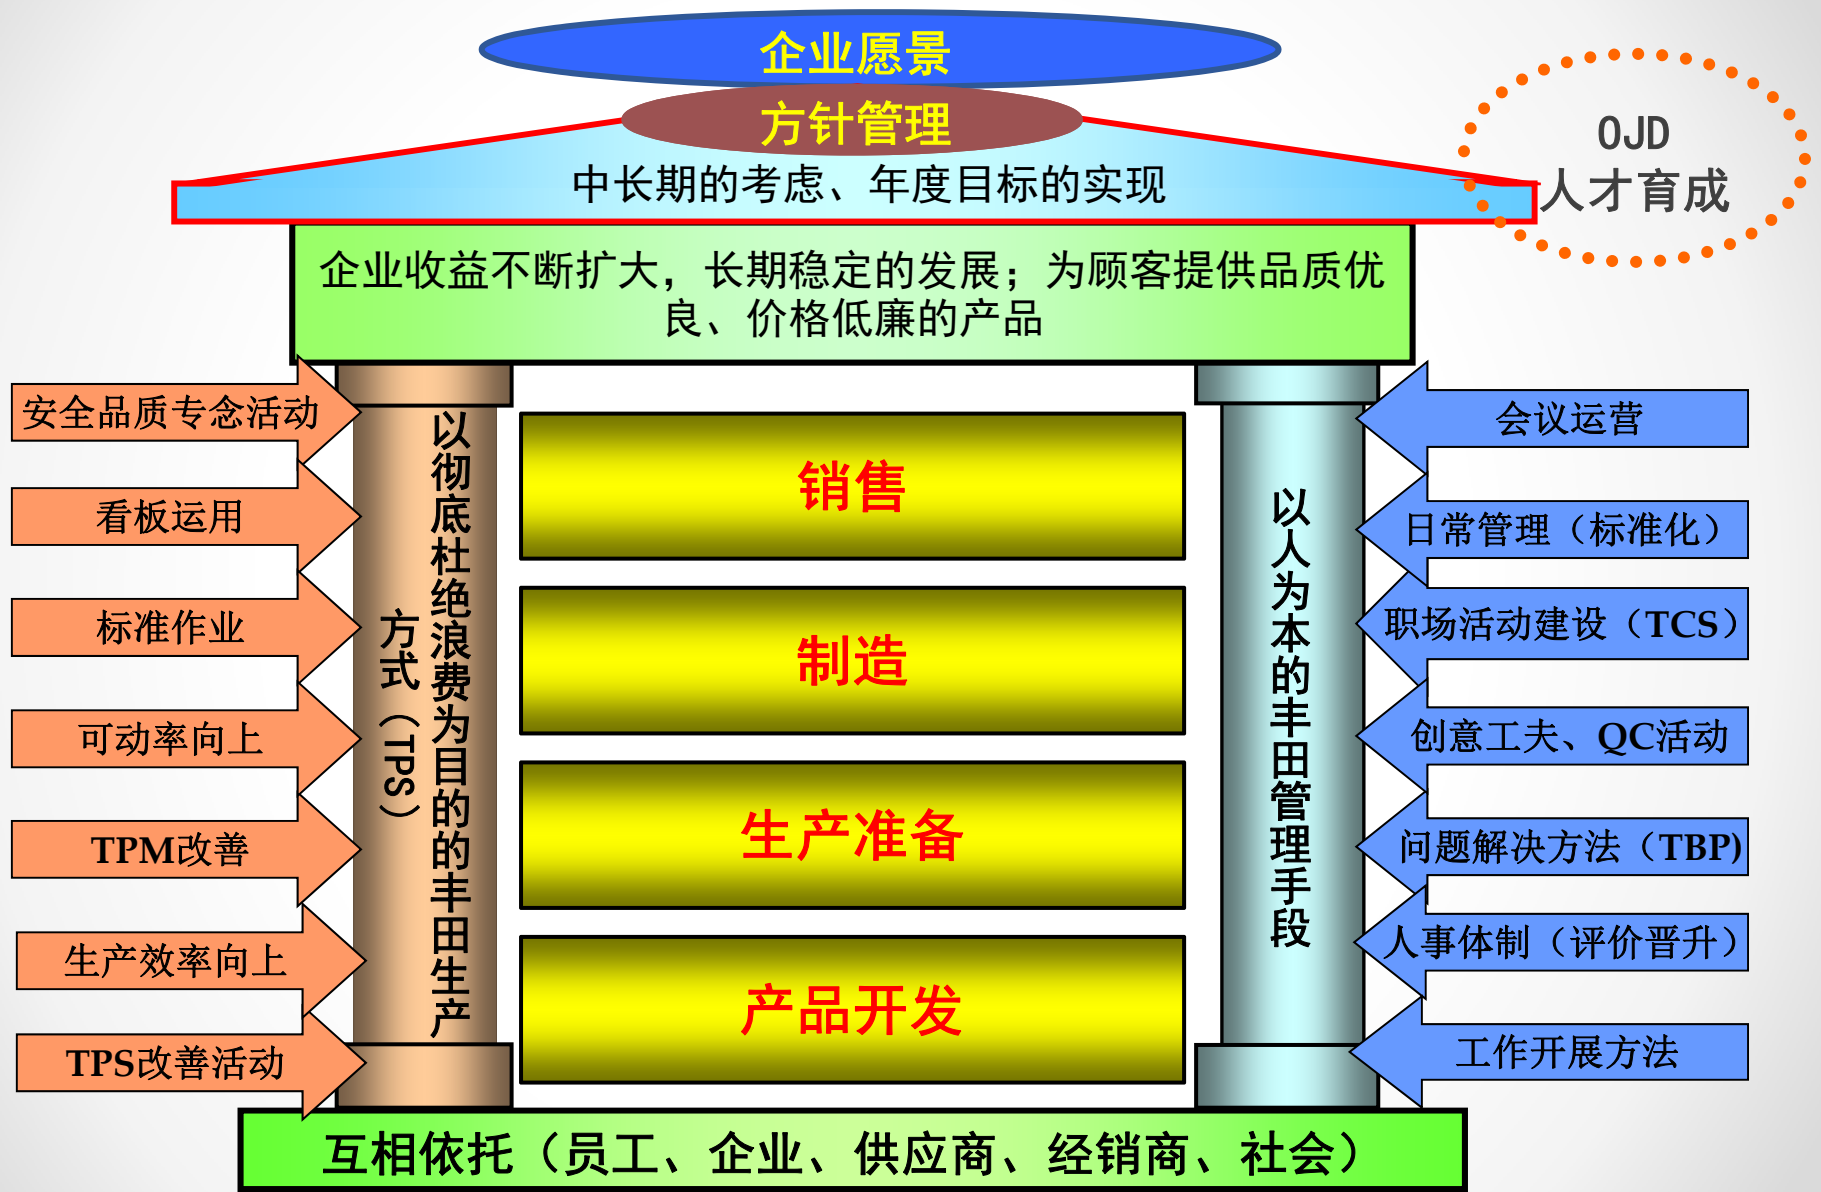 企业愿景
方针管理
中长期的考虑、年度目标的实现
OJD
人才育成
企业收益不断扩大，长期稳定的发展；为顾客提供品质优
良、价格低廉的产品
安全品质专念活动
看板运用
标准作业
可动率向上
TPM改善
生产效率向上
TPS改善活动
以彻底杜绝浪费为目的的丰田生产
方式（TPS）
销售
制造
生产准备
产品开发
以人为本的丰田管理手段
会议运营
日常管理（标准化）
职场活动建设（TCS）
创意工夫、QC活动
问题解决方法（TBP)
人事体制（评价晋升）
工作开展方法
互相依托（员工、企业、供应商、经销商、社会）